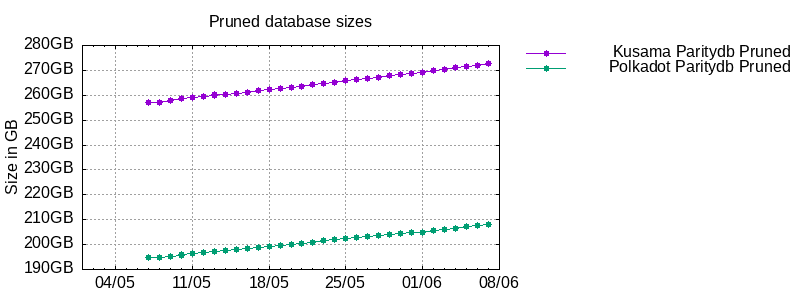 Pruned database sizes
280GB
270GB
260GB
250GB
240GB
230GB
220GB
210GB
200GB
190GB
Size in GB
04/05 11/05 18/05 25/05 01/06 08/06
Kusama Paritydb Pruned
Polkadot Paritydb Pruned